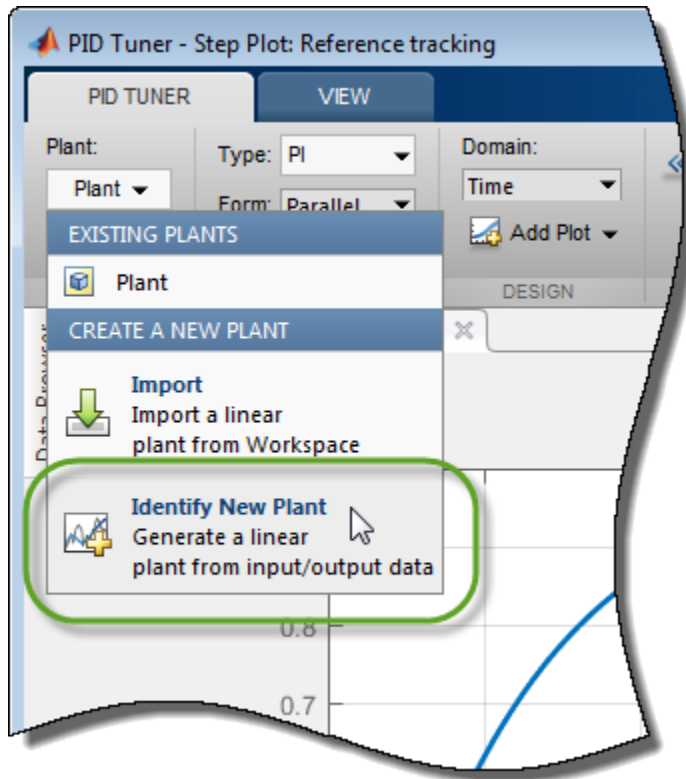 PID Tuner - Step Plot: Reference tracking
PID TUNER
VIEW
Plant:
Type: PI
Domain:
Plant
Form: Parallel
Time
EXISTING PLANTS
Add Plot
Plant
DESIGN
CREATE A NEW PLANT
Data Browser
Import
Import a linear
plant from Workspace
Identify New Plant
Generate a linear
plant from input/output data
0.8
0.7